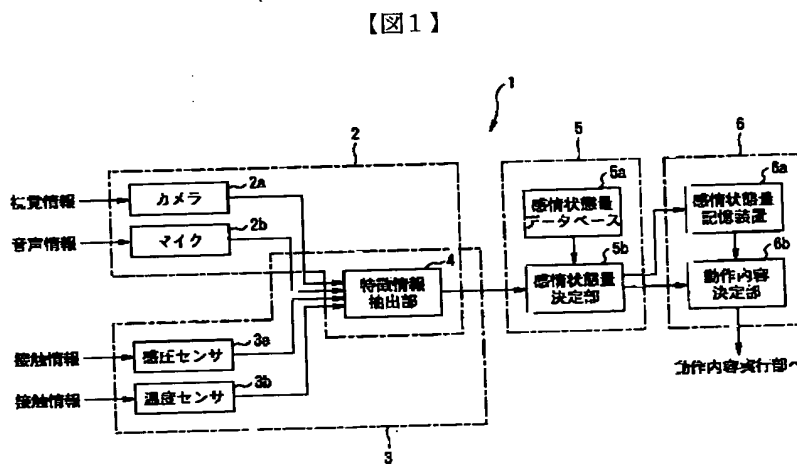 【図1】
1
2
5
6
視覚情報
カメラ
2a
音声情報
マイク
2b
特徴情報
抽出部
4
5a
感情状態量
データベース
5b
感情状態量
決定部
6a
感情状態量
記憶装置
6b
動作内容
決定部
動作内容実行部へ
接触情報
感圧センサ
3a
接触情報
温度センサ
3b
3